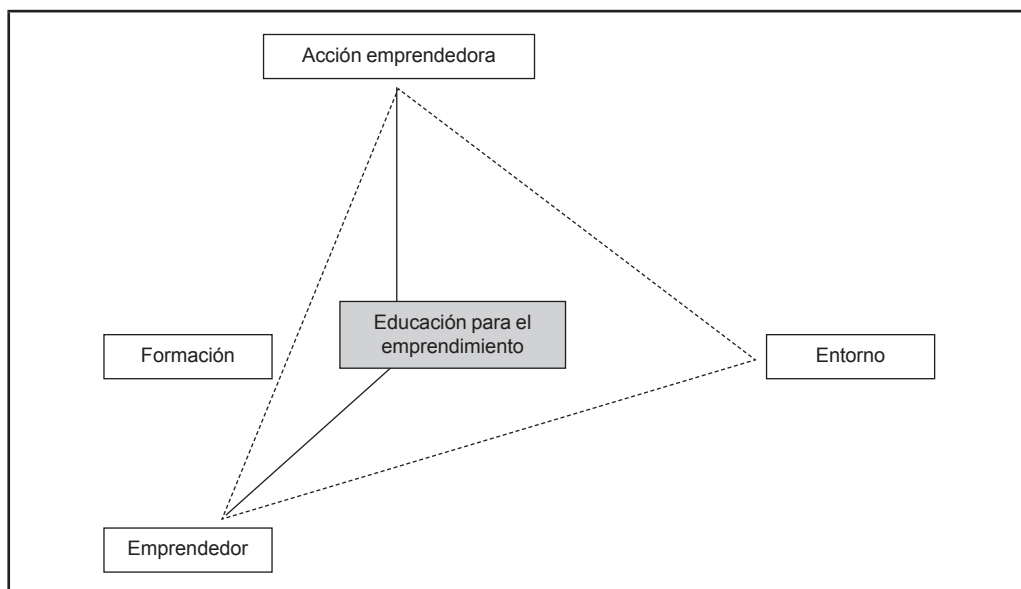 Acción emprendedora
Educación para el
emprendimiento
Formación
Entorno
Emprendedor